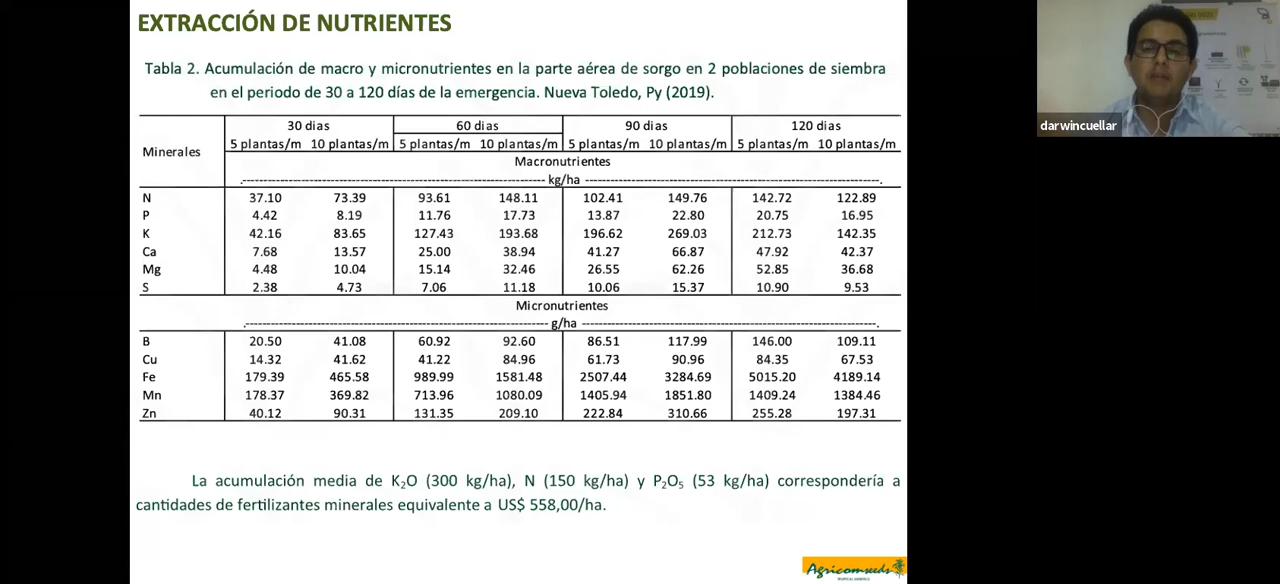 EXTRACCIÓN DE NUTRIENTES
Tabla 2. Acumulación de macro y micronutrientes en la parte aérea de sorgo en 2 poblaciones de siembra
en el periodo de 30 a 120 días de la emergencia. Nueva Toledo, Py (2019).
Minerales 30 dias 60 dias 90 dias 120 dias
5 plantas/m 10 plantas/m 5 plantas/m 10 plantas/m 5 plantas/m 10 plantas/m 5 plantas/m 10 plantas/m
Macronutrientes
kg/ha
N 37.10 73.39 93.61 148.11 102.41 149.76 142.72 122.89
P 4.42 8.19 11.76 17.73 13.87 22.80 20.75 16.95
K 42.16 83.65 127.43 193.68 196.62 269.03 212.73 142.35
Ca 7.68 13.57 25.00 38.94 41.27 66.87 47.92 42.37
Mg 4.48 10.04 15.14 32.46 26.55 62.26 52.85 36.68
S 2.38 4.73 7.06 11.18 10.06 15.37 10.90 9.53
Micronutrientes
g/ha
B 20.50 41.08 60.92 92.60 86.51 117.99 146.00 109.11
Cu 14.32 41.62 41.22 84.96 61.73 90.96 84.35 67.53
Fe 179.39 465.58 989.99 1581.48 2507.44 3284.69 5015.20 4189.14
Mn 178.37 369.82 713.96 1080.09 1405.94 1851.80 1409.24 1384.46
Zn 40.12 90.31 131.35 209.10 222.84 310.66 255.28 197.31
La acumulación media de K₂O (300 kg/ha), N (150 kg/ha) y P₂O₅ (53 kg/ha) correspondería a
cantidades de fertilizantes minerales equivalente a US$ 558,00/ha.
Agricomseeds
darwincuellar